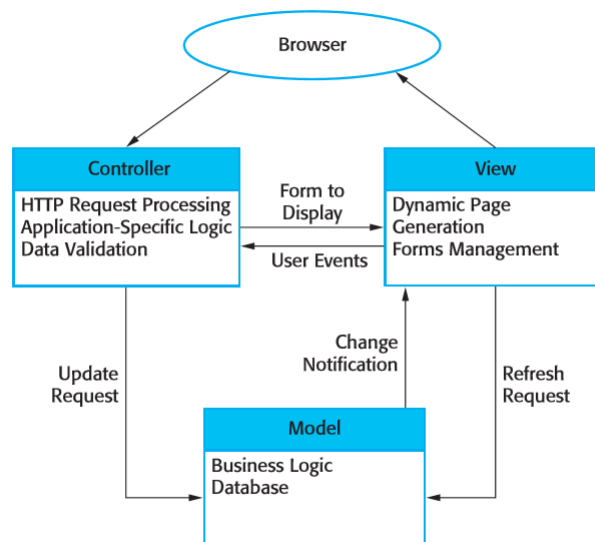 Browser
Controller
HTTP Request Processing
Application-Specific Logic
Data Validation
Form to
Display
User Events
View
Dynamic Page
Generation
Forms Management
Update
Request
Change
Notification
Refresh
Request
Model
Business Logic
Database